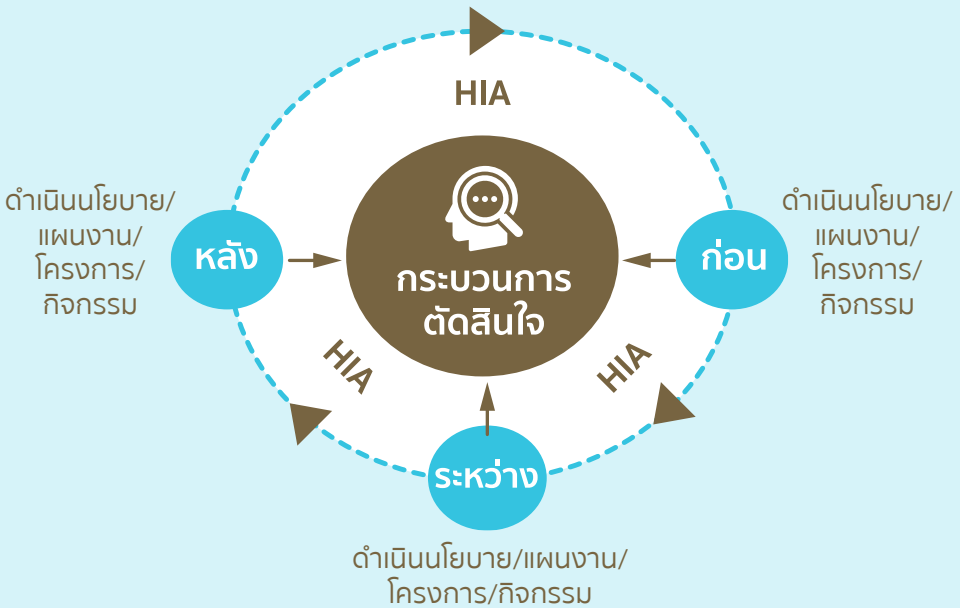 HIA
กระบวนการ
ตัดสินใจ
ก่อน
ดำเนินนโยบาย/
แผนงาน/
โครงการ/
กิจกรรม
HIA
ระหว่าง
ดำเนินนโยบาย/แผนงาน/
โครงการ/กิจกรรม
HIA
หลัง
ดำเนินนโยบาย/
แผนงาน/
โครงการ/
กิจกรรม